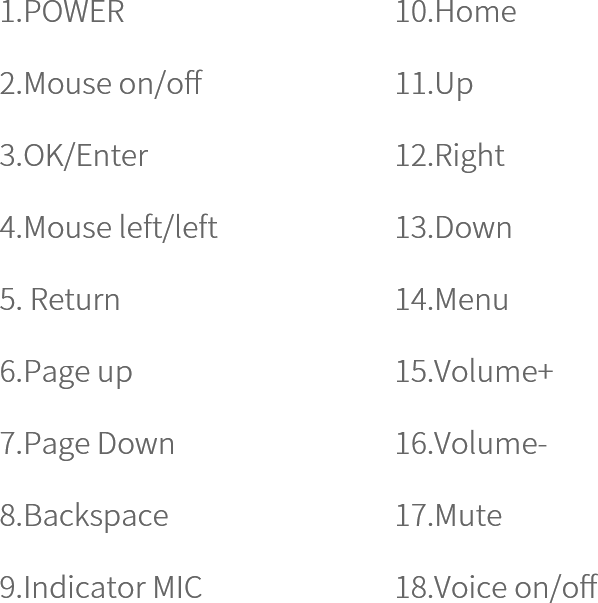 1.POWER
2.Mouse on/off
3.OK/Enter
4.Mouse left/left
5. Return
6.Page up
7.Page Down
8.Backspace
9.Indicator MIC
10.Home
11.Up
12.Right
13.Down
14.Menu
15.Volume+
16.Volume-
17.Mute
18.Voice on/off